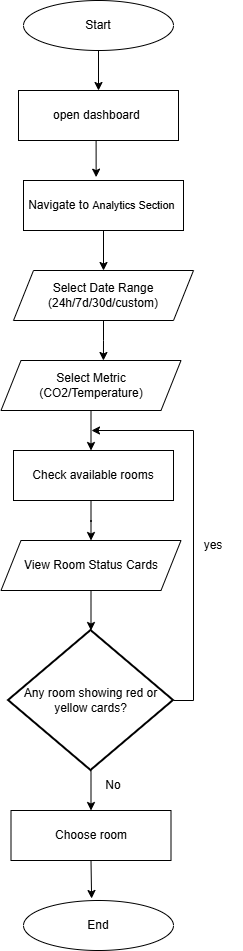 Start
open dashboard
Navigate to Analytics Section
Select Date Range
(24h/7d/30d/custom)
Select Metric
(CO2/Temperature)
Check available rooms
yes
View Room Status Cards
Any room showing red or
yellow cards?
No
Choose room
End